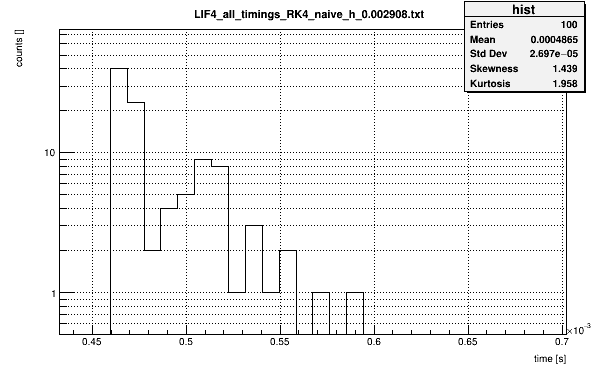 LIF4_all_timings_RK4_naive_h_0.002908.txt
hist
Entries 100
Mean 0.0004865
Std Dev 2.697e−05
Skewness 1.439
Kurtosis 1.958
counts []
10
1
0.45 0.5 0.55 0.6 0.65 0.7
×10⁻³
time [s]